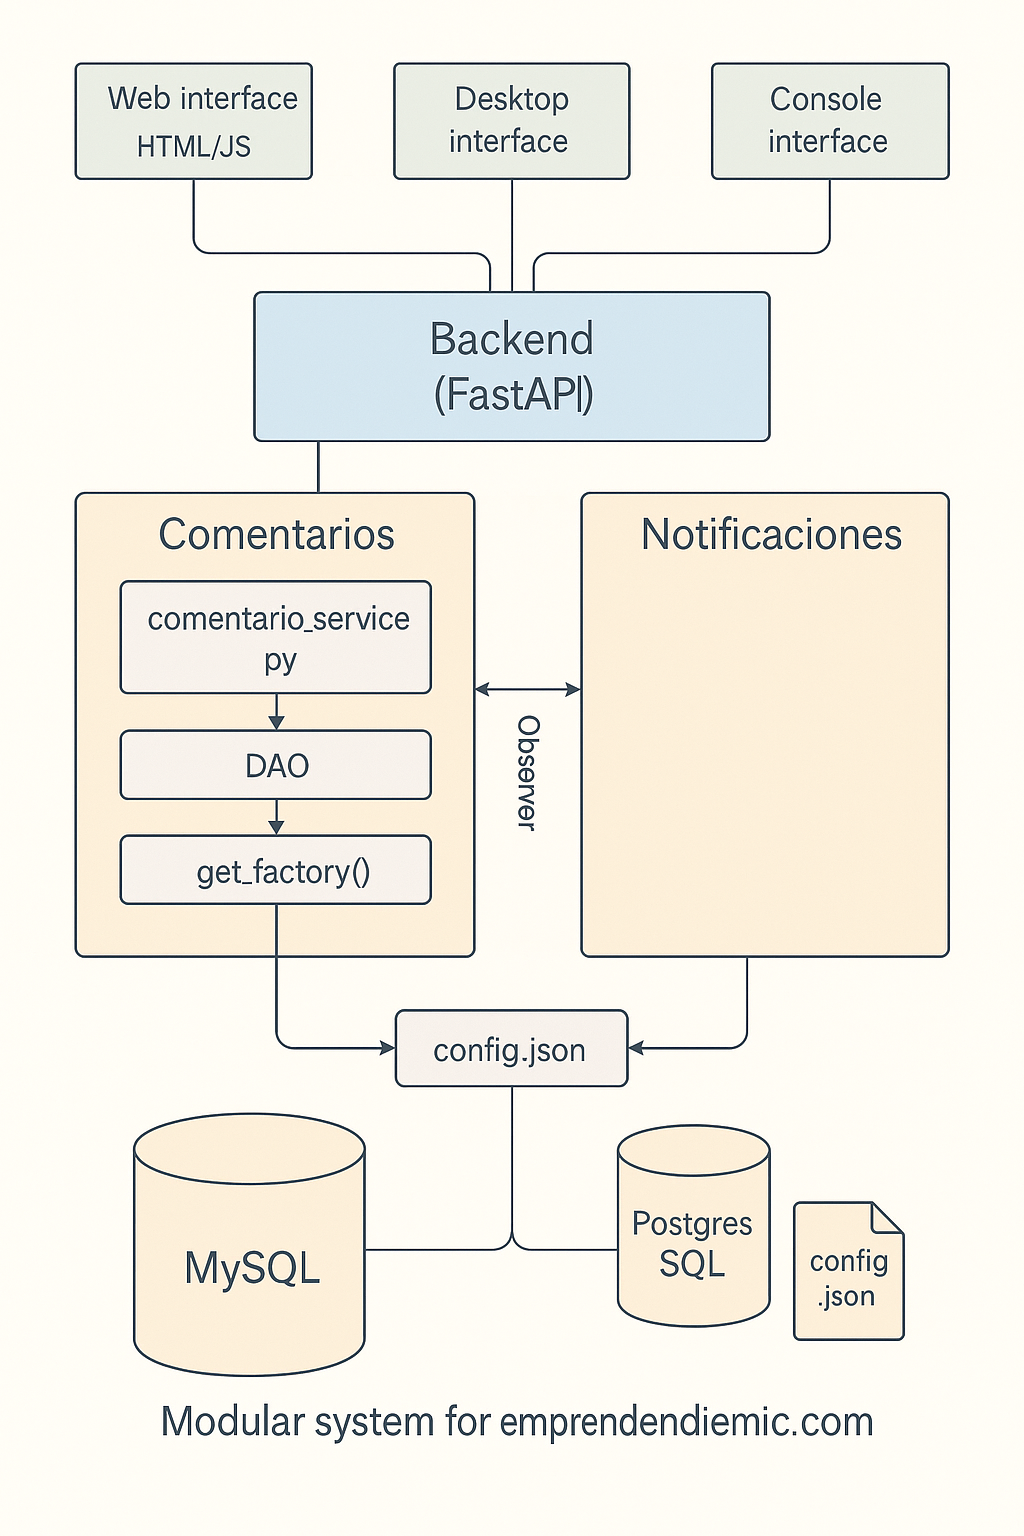 Web interface
HTML/JS
Desktop
interface
Console
interface
Backend
(FastAPI)
Comentarios
comentario_service
py
DAO
get_factory()
Observer
Notificaciones
config.json
MySQL
Postgres
SQL
config
.json
Modular system for emprendendiemic.com